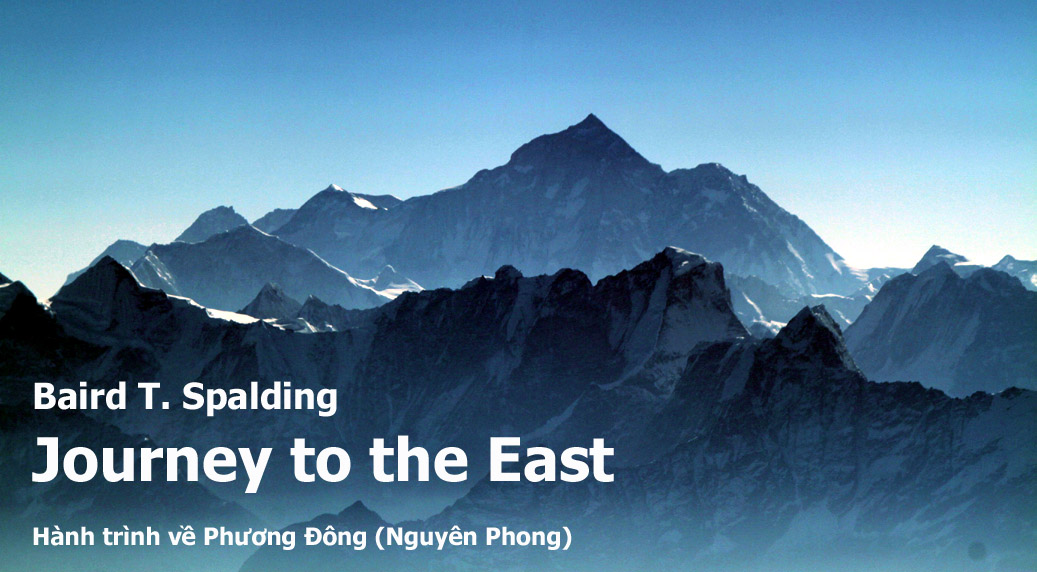 Baird T. Spalding
Journey to the East
Hành trình về Phương Đông (Nguyên Phong)